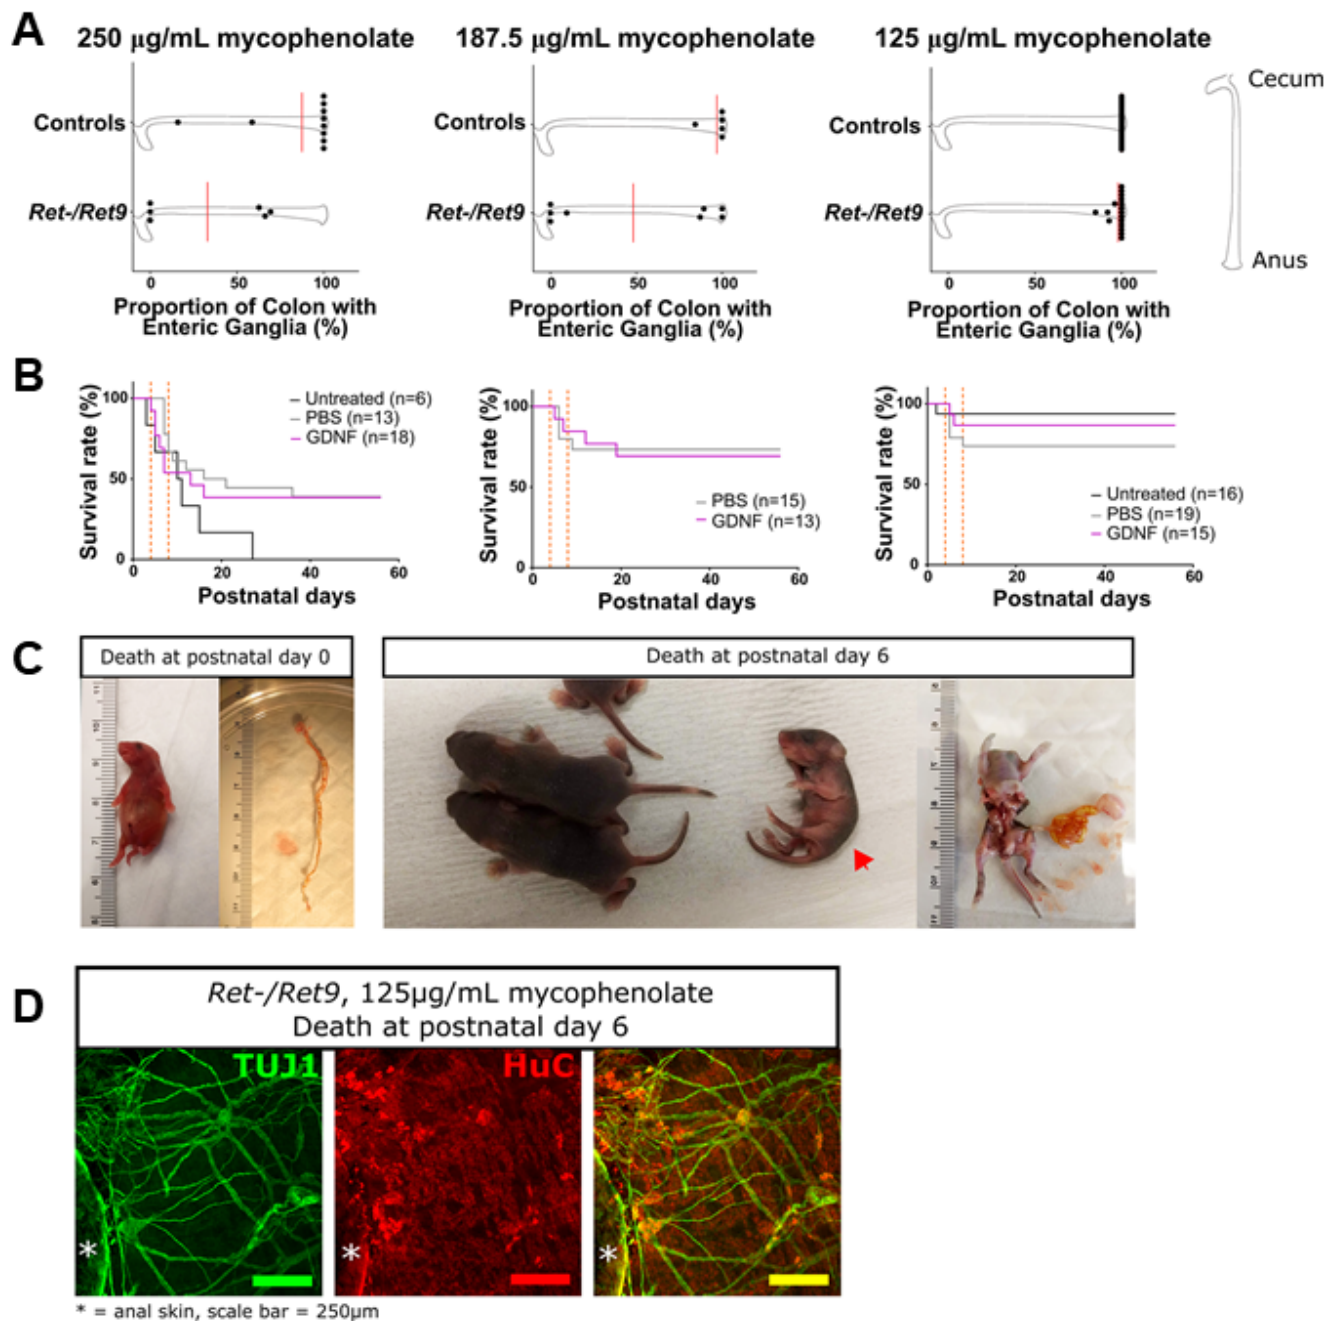 A
250 µg/mL mycophenolate
187.5 µg/mL mycophenolate
125 µg/mL mycophenolate
Controls
Ret-/Ret9
0
50
100
Proportion of Colon with
Enteric Ganglia (%)
Controls
Ret-/Ret9
0
50
100
Proportion of Colon with
Enteric Ganglia (%)
Controls
Ret-/Ret9
0
50
100
Proportion of Colon with
Enteric Ganglia (%)
Cecum
Anus
B
Survival rate (%)
100
50
0
0
20
40
60
Postnatal days
Untreated (n=6)
PBS (n=13)
GDNF (n=18)
Survival rate (%)
100
50
0
0
20
40
60
Postnatal days
PBS (n=15)
GDNF (n=13)
Survival rate (%)
100
50
0
0
20
40
60
Postnatal days
Untreated (n=16)
PBS (n=19)
GDNF (n=15)
C
Death at postnatal day 0
Death at postnatal day 6
D
Ret-/Ret9, 125µg/mL mycophenolate
Death at postnatal day 6
TUJ1
HuC
*
*
*
* = anal skin, scale bar = 250µm